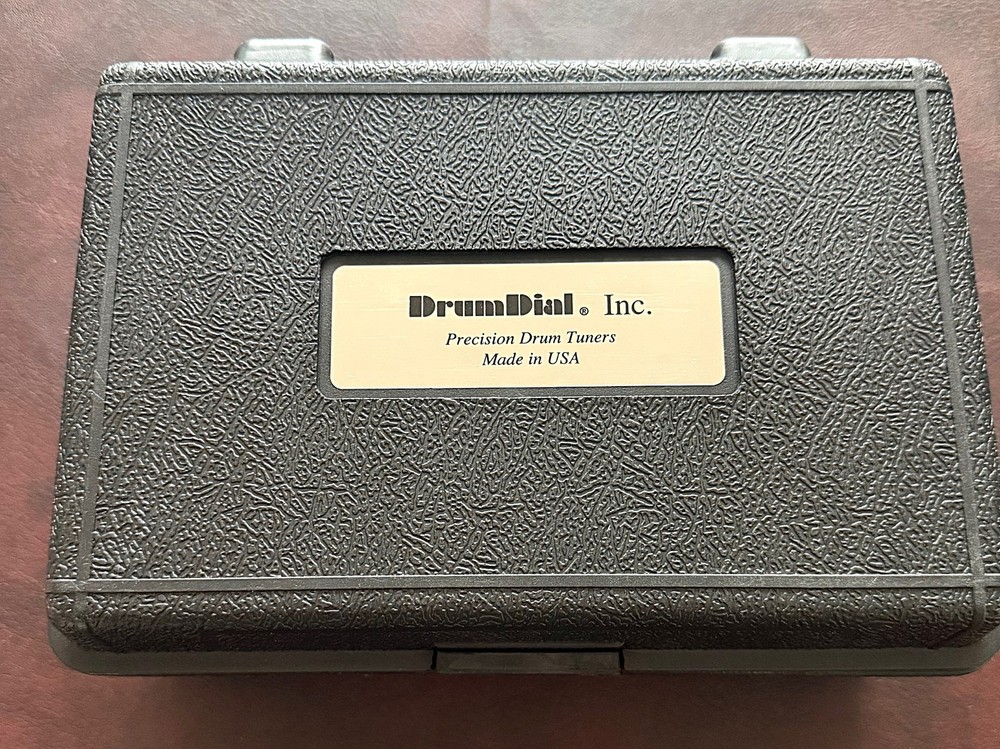 DrumDial® Inc.
Precision Drum Tuners
Made in USA